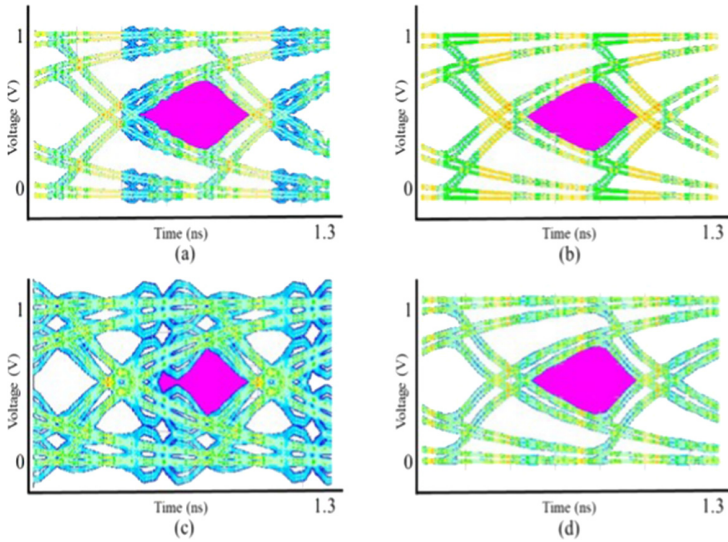 1
Voltage (V)
0
Time (ns)
1.3
(a)
1
Voltage (V)
0
Time (ns)
1.3
(b)
1
Voltage (V)
0
Time (ns)
1.3
(c)
1
Voltage (V)
0
Time (ns)
1.3
(d)